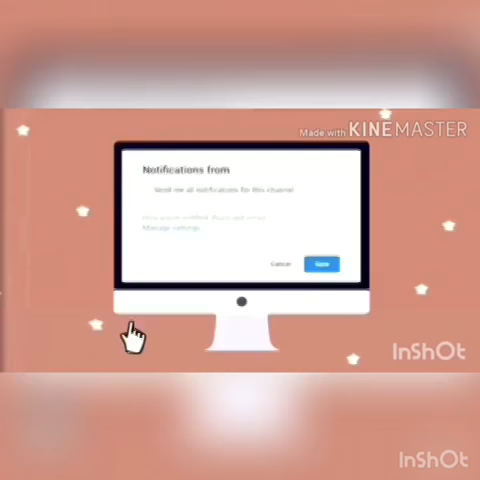 Made with KINEMASTER
Notifications from
Send me all notifications for this channel
Manage settings
Cancel
Save
InShOt
InShOt